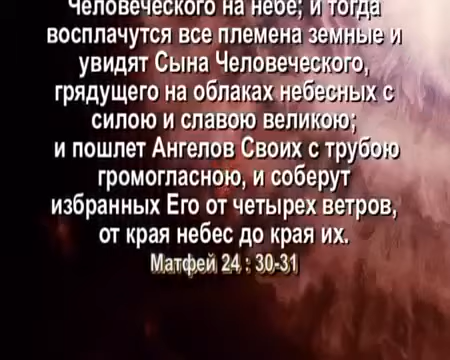 Человеческого на небе; и тогда
восплачутся все племена земные и
увидят Сына Человеческого,
грядущего на облаках небесных с
силою и славою великою;
и пошлет Ангелов Своих с трубою
громогласною, и соберут
избранных Его от четырех ветров,
от края небес до края их.
Матфей 24 : 30-31